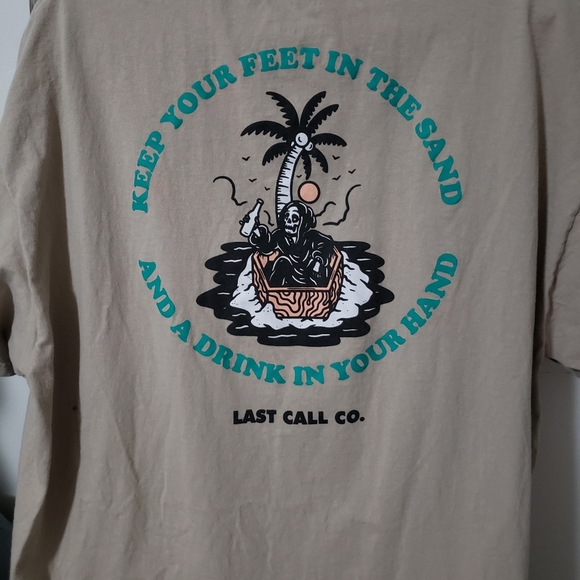 KEEP YOUR FEET IN THE SAND
AND A DRINK IN YOUR HAND
LAST CALL CO.